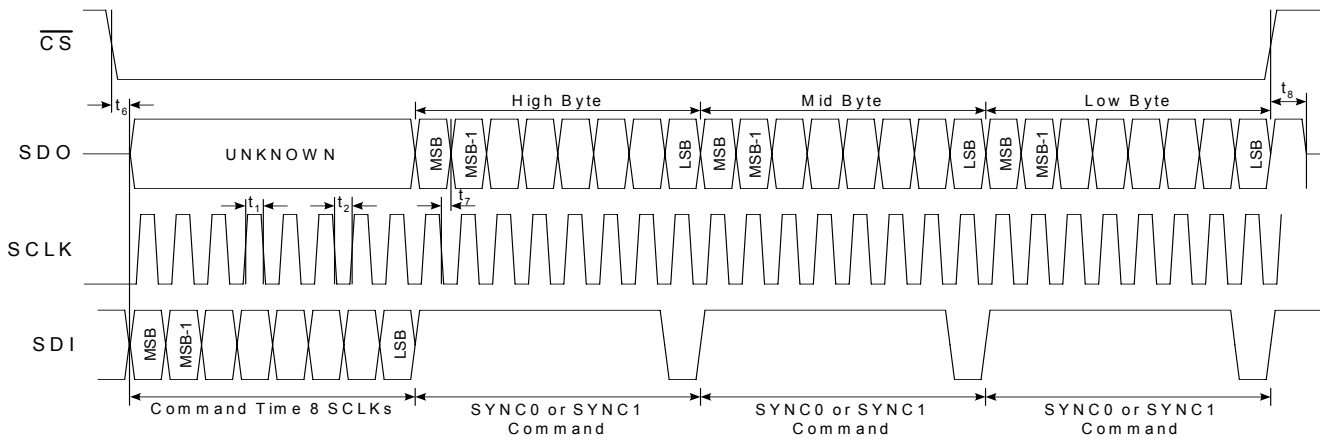 CS
t6
High Byte
Mid Byte
Low Byte
t8
SDO
UNKNOWN
MSB
MSB-1
LSB
MSB
MSB-1
LSB
MSB
MSB-1
LSB
t1
t2
t7
SCLK
SDI
MSB
MSB-1
LSB
Command Time 8 SCLKs
SYNC0 or SYNC1
Command
SYNC0 or SYNC1
Command
SYNC0 or SYNC1
Command